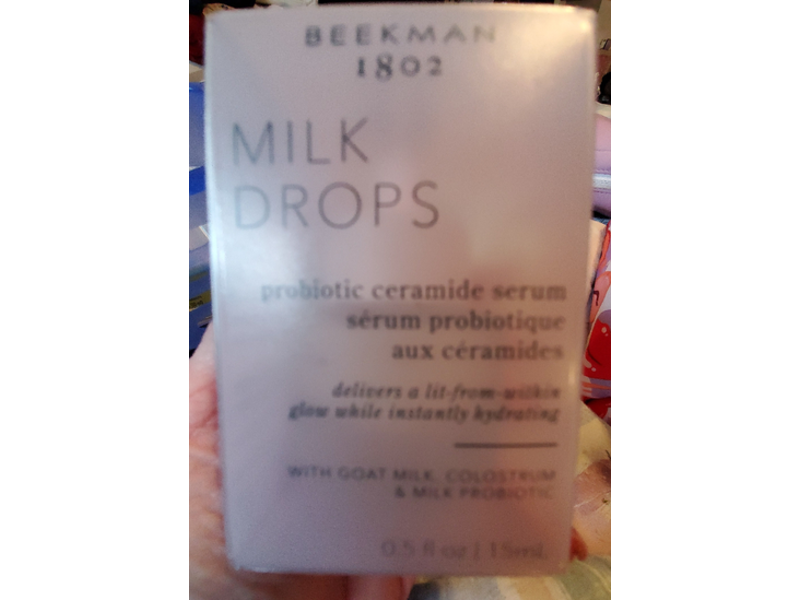 BEEKMAN
1802
MILK
DROPS
probiotic ceramide serum
sérum probiotique
aux céramides
delivers a lit-from-within
glow while instantly hydrating
WITH GOAT MILK, COLOSTRUM
& MILK PROBIOTIC
0.5 fl oz | 15mL